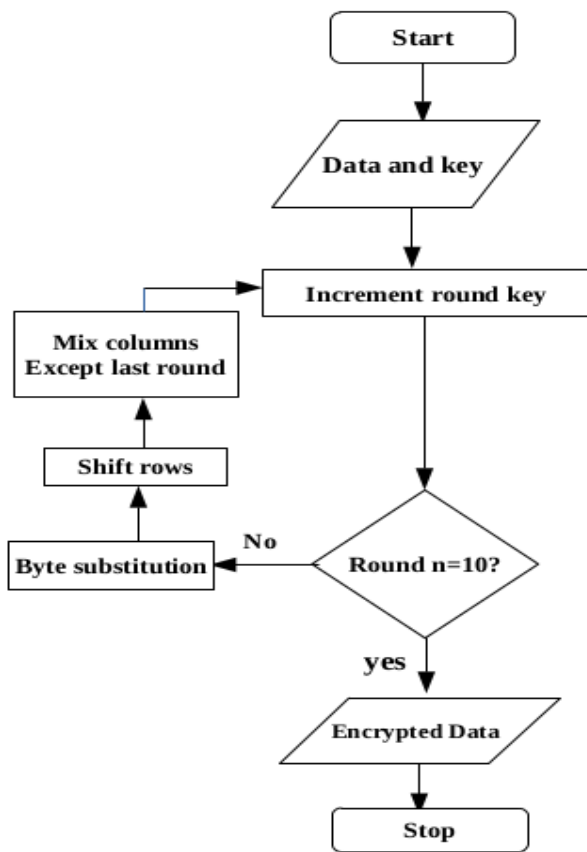 Start
Data and key
Increment round key
Mix columns
Except last round
Shift rows
Byte substitution
No
Round n=10?
yes
Encrypted Data
Stop